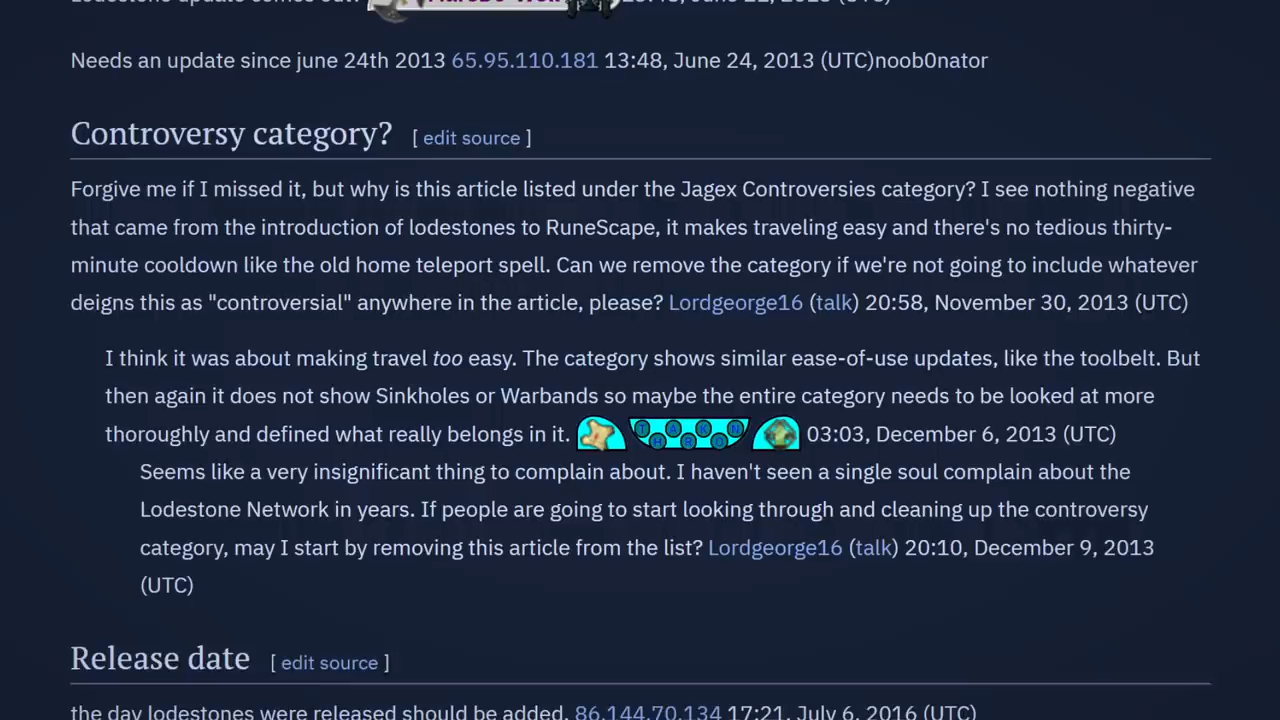 Needs an update since june 24th 2013 65.95.110.181 13:48, June 24, 2013 (UTC)noob0nator
Controversy category? [ edit source ]
Forgive me if I missed it, but why is this article listed under the Jagex Controversies category? I see nothing negative
that came from the introduction of lodestones to RuneScape, it makes traveling easy and there's no tedious thirty-
minute cooldown like the old home teleport spell. Can we remove the category if we're not going to include whatever
deigns this as "controversial" anywhere in the article, please? Lordgeorge16 (talk) 20:58, November 30, 2013 (UTC)
I think it was about making travel too easy. The category shows similar ease-of-use updates, like the toolbelt. But
then again it does not show Sinkholes or Warbands so maybe the entire category needs to be looked at more
thoroughly and defined what really belongs in it. THARKON 03:03, December 6, 2013 (UTC)
Seems like a very insignificant thing to complain about. I haven't seen a single soul complain about the
Lodestone Network in years. If people are going to start looking through and cleaning up the controversy
category, may I start by removing this article from the list? Lordgeorge16 (talk) 20:10, December 9, 2013
(UTC)
Release date [ edit source ]
the day lodestones were released should be added. 86.144.70.134 17:21, July 6, 2016 (UTC)